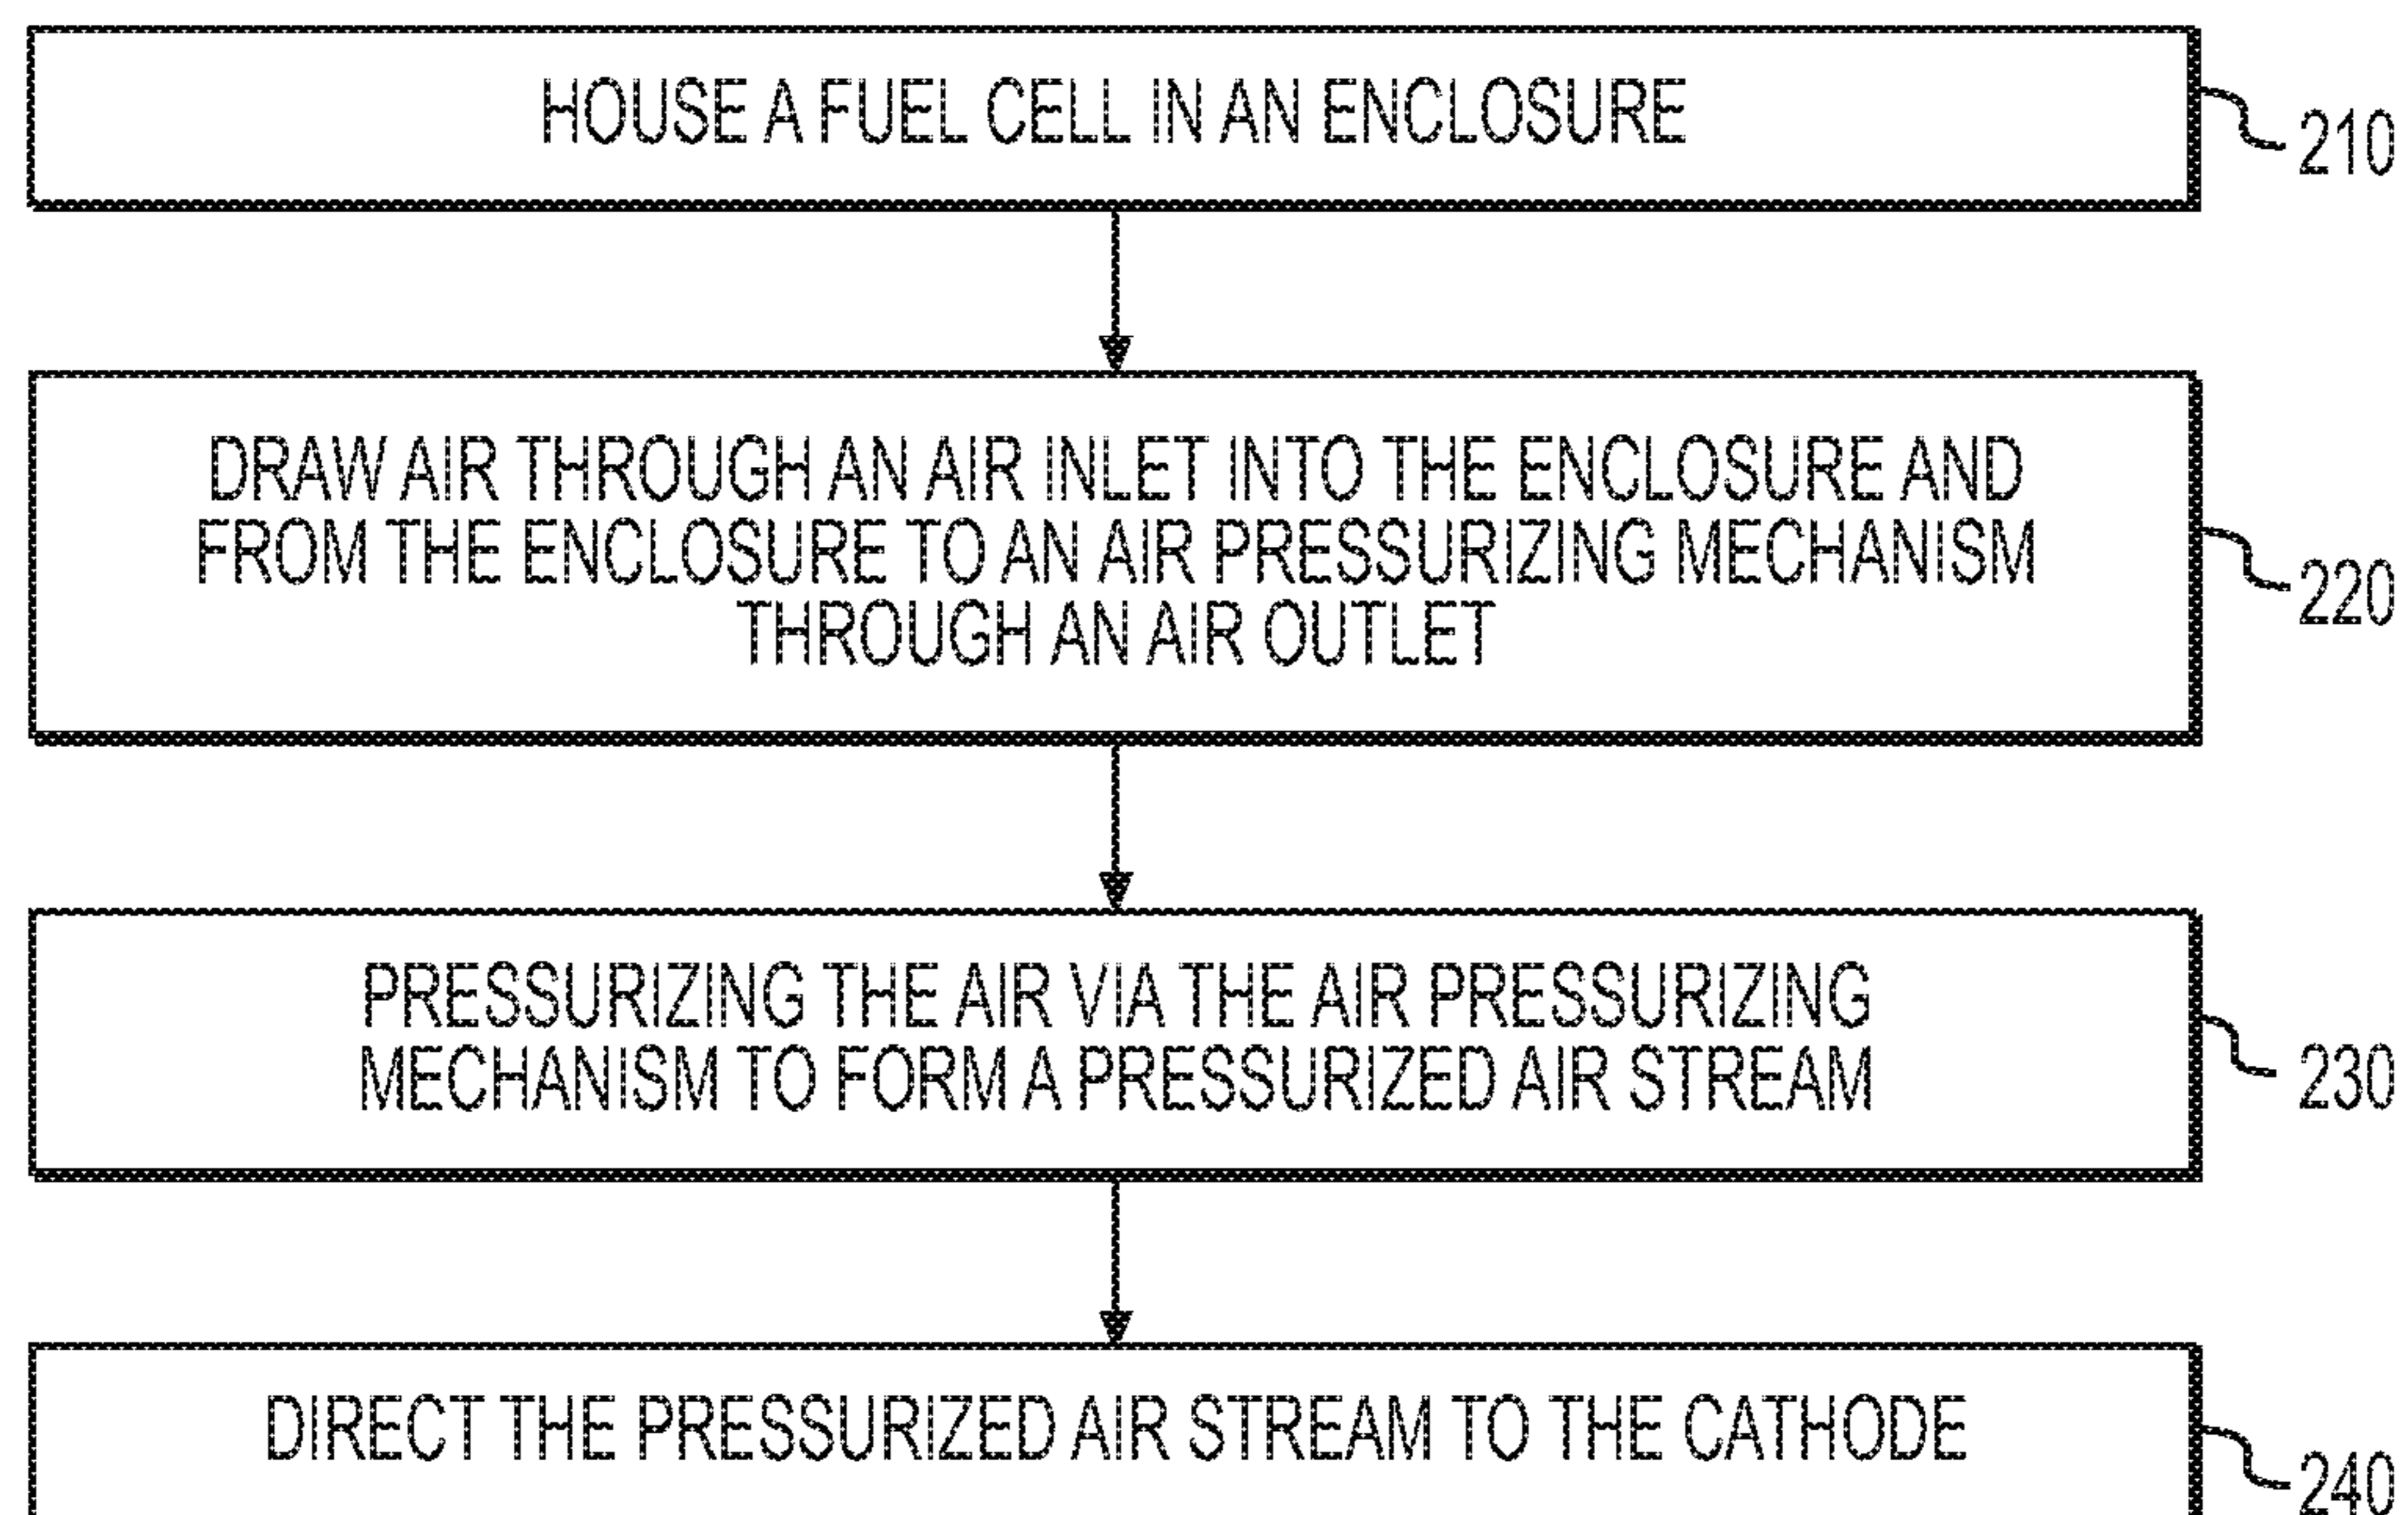 HOUSE A FUEL CELL IN AN ENCLOSURE
210
DRAW AIR THROUGH AN AIR INLET INTO THE ENCLOSURE AND
FROM THE ENCLOSURE TO AN AIR PRESSURIZING MECHANISM
THROUGH AN AIR OUTLET
220
PRESSURIZING THE AIR VIA THE AIR PRESSURIZING
MECHANISM TO FORM A PRESSURIZED AIR STREAM
230
DIRECT THE PRESSURIZED AIR STREAM TO THE CATHODE
240